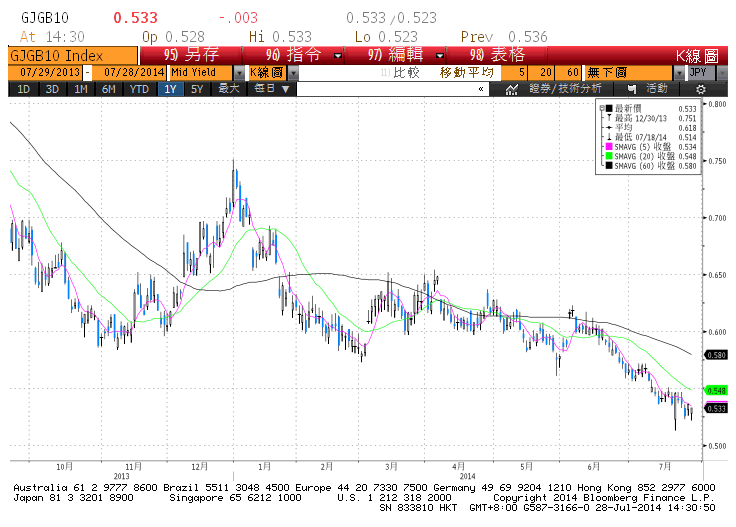 GJGB10 0.533 -.003 0.533 /0.523
At 14:30 Op 0.528 Hi 0.533 Lo 0.523 Prev 0.536
GJGB10 Index 95) 另存 96) 指令 97) 編輯 98) 表格 K線圖
07/29/2013 - 07/28/2014 Mid Yield K線圖 比較 移動平均 5 20 60 無下圖 JPY
1D 3D 1M 6M YTD 1Y 5Y 最大 每日 ▼ « 證券/技術分析 活動
最新價 0.533
最高 12/30/13 0.751
平均 0.618
最低 07/18/14 0.514
SMAVG (5) 收盤 0.534
SMAVG (20) 收盤 0.548
SMAVG (60) 收盤 0.580
0.800
0.750
0.700
0.650
0.600
0.580
0.548
0.533
0.500
10月 11月 12月 1月 2月 3月 4月 5月 6月 7月
2013 2014
Australia 61 2 9777 8600 Brazil 5511 3048 4500 Europe 44 20 7330 7500 Germany 49 69 9204 1210 Hong Kong 852 2977 6000
Japan 81 3 3201 8900 Singapore 65 6212 1000 U.S. 1 212 318 2000 Copyright 2014 Bloomberg Finance L.P.
SN 833810 HKT GMT+8:00 G587-3166-0 28-Jul-2014 14:30:50